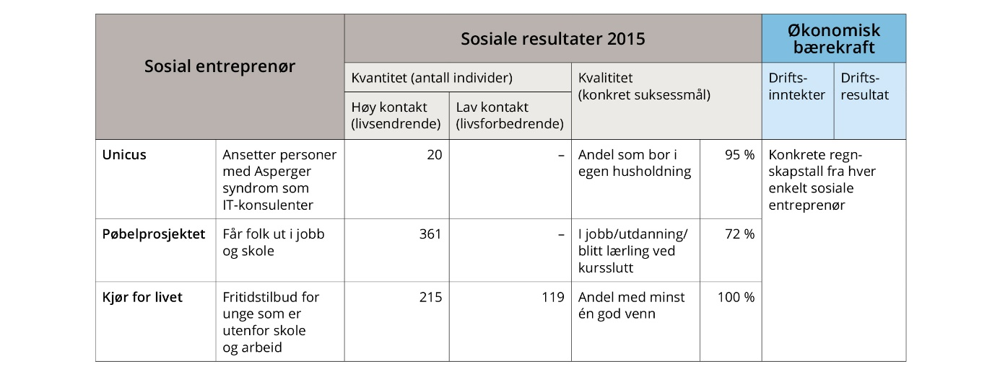 Sosial entreprenør
Sosiale resultater 2015
Økonomisk
bærekraft
Kvantitet (antall individer)
Kvalititet
(konkret suksessmål)
Drifts-
inntekter
Drifts-
resultat
Høy kontakt
(livsendrende)
Lav kontakt
(livsforbedrende)
Unicus
Ansetter personer
med Asperger
syndrom som
IT-konsulenter
20
–
Andel som bor i
egen husholdning
95 %
Konkrete regn-
skapstall fra hver
enkelt sosiale
entreprenør
Pøbelprosjektet
Får folk ut i jobb
og skole
361
–
I jobb/utdanning/
blitt lærling ved
kursslutt
72 %
Kjør for livet
Fritidstilbud for
unge som er
utenfor skole
og arbeid
215
119
Andel med minst
én god venn
100 %